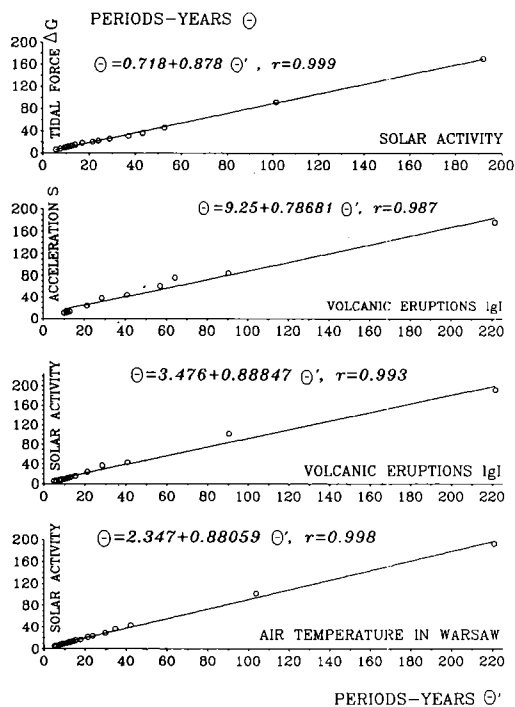 PERIODS-YEARS Θ
TIDAL FORCE ΔG
200
160
120
80
40
0
Θ=0.718+0.878 Θ', r=0.999
SOLAR ACTIVITY
0 20 40 60 80 100 120 140 160 180 200
ACCELERATION S
200
160
120
80
40
0
Θ=9.25+0.78681 Θ', r=0.987
VOLCANIC ERUPTIONS lgI
0 20 40 60 80 100 120 140 160 180 200 220
SOLAR ACTIVITY
200
160
120
80
40
0
Θ=3.476+0.88847 Θ', r=0.993
VOLCANIC ERUPTIONS lgI
0 20 40 60 80 100 120 140 160 180 200 220
SOLAR ACTIVITY
200
160
120
80
40
0
Θ=2.347+0.88059 Θ', r=0.998
AIR TEMPERATURE IN WARSAW
0 20 40 60 80 100 120 140 160 180 200 220
PERIODS-YEARS Θ'